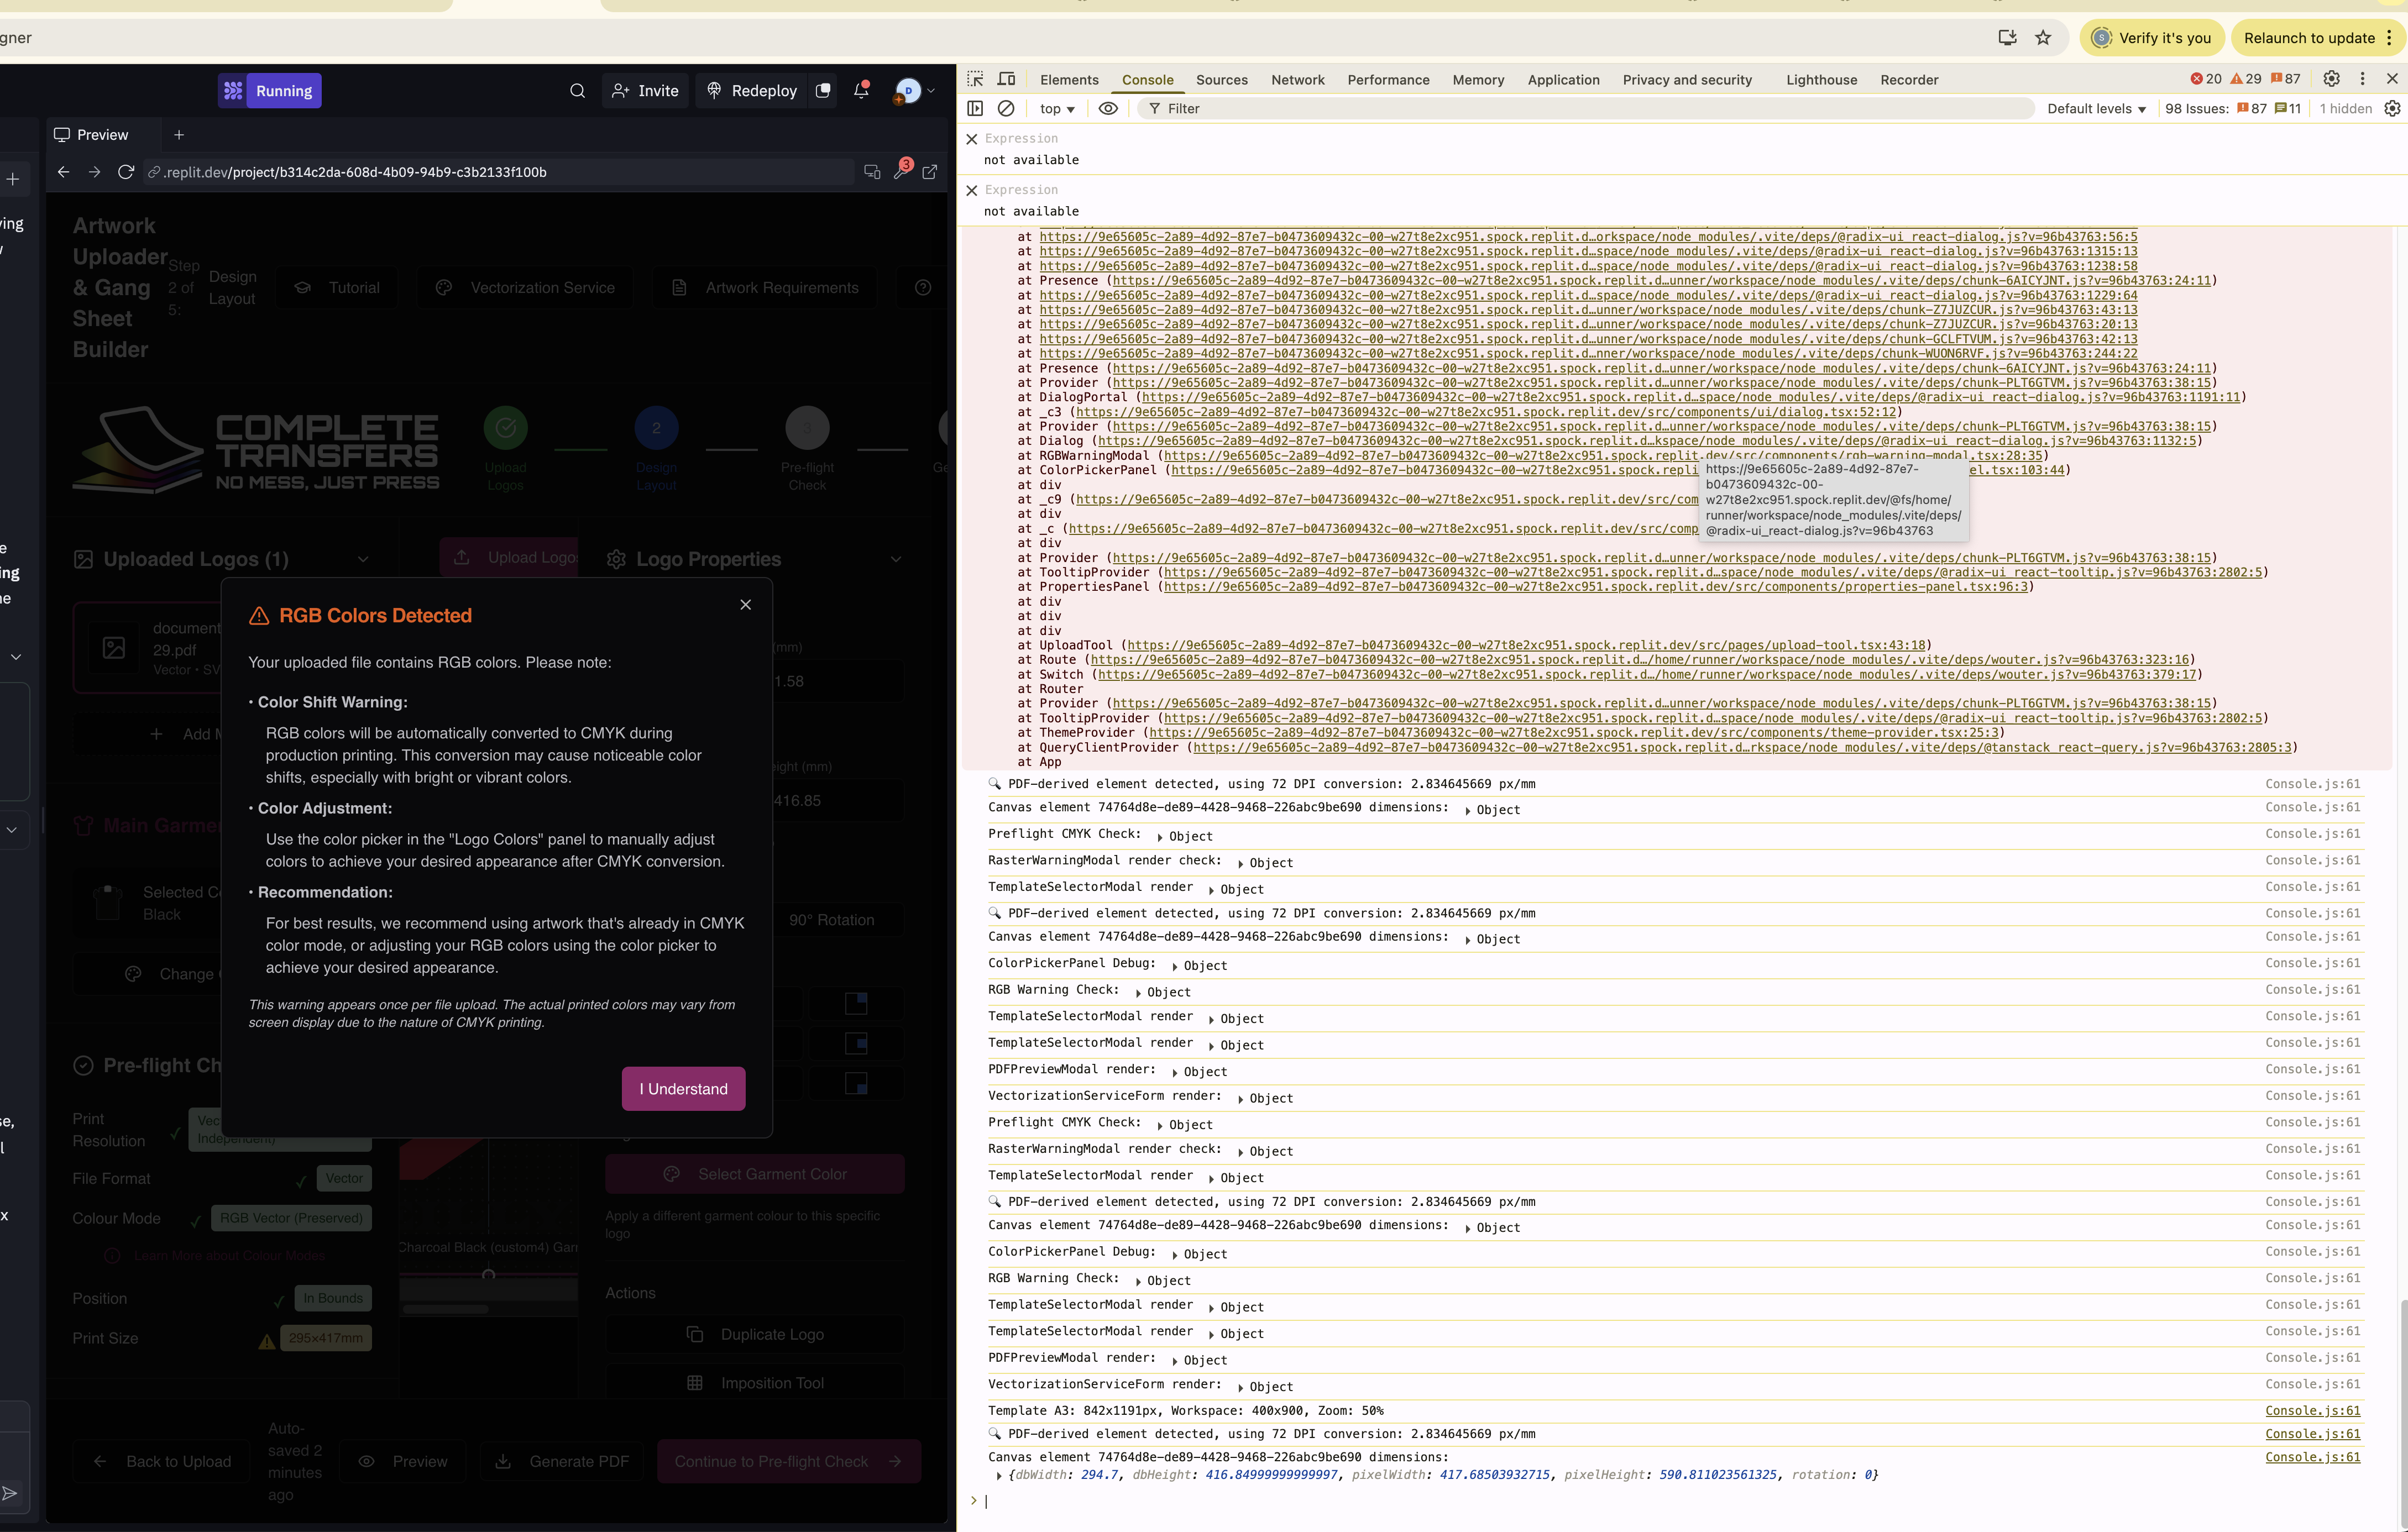 gner
Verify it's you
Relaunch to update
Running
Invite
Redeploy
D
Preview
.replit.dev/project/b314c2da-608d-4b09-94b9-c3b2133f100b
3
Artwork Uploader & Gang Sheet Builder
Step 2 of 5:
Design Layout
Tutorial
Vectorization Service
Artwork Requirements
COMPLETE
TRANSFERS
NO MESS, JUST PRESS
Upload Logos
2
Design Layout
3
Pre-flight Check
Ge
Uploaded Logos (1)
Upload Logos
Logo Properties
document
29.pdf
Vector • SV
(mm)
1.58
Add M
eight (mm)
416.85
Main Garme
Selected Co
Black
90° Rotation
Change
RGB Colors Detected
Your uploaded file contains RGB colors. Please note:
• Color Shift Warning:
RGB colors will be automatically converted to CMYK during
production printing. This conversion may cause noticeable color
shifts, especially with bright or vibrant colors.
• Color Adjustment:
Use the color picker in the "Logo Colors" panel to manually adjust
colors to achieve your desired appearance after CMYK conversion.
• Recommendation:
For best results, we recommend using artwork that's already in CMYK
color mode, or adjusting your RGB colors using the color picker to
achieve your desired appearance.
This warning appears once per file upload. The actual printed colors may vary from
screen display due to the nature of CMYK printing.
I Understand
Pre-flight Ch
Print Resolution
Vec
Independent)
File Format
Vector
Colour Mode
RGB Vector (Preserved)
Learn More about Colour Modes
Position
In Bounds
Print Size
295×417mm
Select Garment Color
Apply a different garment colour to this specific
logo
Charcoal Black (custom4) Garr
Actions
Duplicate Logo
Imposition Tool
Back to Upload
Auto-saved 2 minutes ago
Preview
Generate PDF
Continue to Pre-flight Check
ving
e
ing
ne
se,
l
x
Elements
Console
Sources
Network
Performance
Memory
Application
Privacy and security
Lighthouse
Recorder
20
29
87
top
Filter
Default levels
98 Issues:
87
11
1 hidden
Expression
not available
Expression
not available
at https://9e65605c-2a89-4d92-87e7-b0473609432c-00-w27t8e2xc951.spock.replit.d…orkspace/node_modules/.vite/deps/@radix-ui_react-dialog.js?v=96b43763:56:5
at https://9e65605c-2a89-4d92-87e7-b0473609432c-00-w27t8e2xc951.spock.replit.d…space/node_modules/.vite/deps/@radix-ui_react-dialog.js?v=96b43763:1315:13
at https://9e65605c-2a89-4d92-87e7-b0473609432c-00-w27t8e2xc951.spock.replit.d…space/node_modules/.vite/deps/@radix-ui_react-dialog.js?v=96b43763:1238:58
at Presence (https://9e65605c-2a89-4d92-87e7-b0473609432c-00-w27t8e2xc951.spock.replit.d…unner/workspace/node_modules/.vite/deps/chunk-6AICYJNT.js?v=96b43763:24:11)
at https://9e65605c-2a89-4d92-87e7-b0473609432c-00-w27t8e2xc951.spock.replit.d…space/node_modules/.vite/deps/@radix-ui_react-dialog.js?v=96b43763:1229:64
at https://9e65605c-2a89-4d92-87e7-b0473609432c-00-w27t8e2xc951.spock.replit.d…unner/workspace/node_modules/.vite/deps/chunk-Z7JUZCUR.js?v=96b43763:43:13
at https://9e65605c-2a89-4d92-87e7-b0473609432c-00-w27t8e2xc951.spock.replit.d…unner/workspace/node_modules/.vite/deps/chunk-Z7JUZCUR.js?v=96b43763:20:13
at https://9e65605c-2a89-4d92-87e7-b0473609432c-00-w27t8e2xc951.spock.replit.d…unner/workspace/node_modules/.vite/deps/chunk-GCLFTVUM.js?v=96b43763:42:13
at https://9e65605c-2a89-4d92-87e7-b0473609432c-00-w27t8e2xc951.spock.replit.d…nner/workspace/node_modules/.vite/deps/chunk-WUON6RVF.js?v=96b43763:244:22
at Presence (https://9e65605c-2a89-4d92-87e7-b0473609432c-00-w27t8e2xc951.spock.replit.d…unner/workspace/node_modules/.vite/deps/chunk-6AICYJNT.js?v=96b43763:24:11)
at Provider (https://9e65605c-2a89-4d92-87e7-b0473609432c-00-w27t8e2xc951.spock.replit.d…unner/workspace/node_modules/.vite/deps/chunk-PLT6GTVM.js?v=96b43763:38:15)
at DialogPortal (https://9e65605c-2a89-4d92-87e7-b0473609432c-00-w27t8e2xc951.spock.replit.d…space/node_modules/.vite/deps/@radix-ui_react-dialog.js?v=96b43763:1191:11)
at _c3 (https://9e65605c-2a89-4d92-87e7-b0473609432c-00-w27t8e2xc951.spock.replit.dev/src/components/ui/dialog.tsx:52:12)
at Provider (https://9e65605c-2a89-4d92-87e7-b0473609432c-00-w27t8e2xc951.spock.replit.d…unner/workspace/node_modules/.vite/deps/chunk-PLT6GTVM.js?v=96b43763:38:15)
at Dialog (https://9e65605c-2a89-4d92-87e7-b0473609432c-00-w27t8e2xc951.spock.replit.d…kspace/node_modules/.vite/deps/@radix-ui_react-dialog.js?v=96b43763:1132:5)
at RGBWarningModal (https://9e65605c-2a89-4d92-87e7-b0473609432c-00-w27t8e2xc951.spock.replit.dev/src/components/rgb-warning-modal.tsx:28:35)
at ColorPickerPanel (https://9e65605c-2a89-4d92-87e7-b0473609432c-00-w27t8e2xc951.spock.repli
el.tsx:103:44)
at div
at _c9 (https://9e65605c-2a89-4d92-87e7-b0473609432c-00-w27t8e2xc951.spock.replit.dev/src/com
at div
at _c (https://9e65605c-2a89-4d92-87e7-b0473609432c-00-w27t8e2xc951.spock.replit.dev/src/comp
at div
https://9e65605c-2a89-4d92-87e7-
b0473609432c-00-
w27t8e2xc951.spock.replit.dev/@fs/home/
runner/workspace/node_modules/.vite/deps/
@radix-ui_react-dialog.js?v=96b43763
at Provider (https://9e65605c-2a89-4d92-87e7-b0473609432c-00-w27t8e2xc951.spock.replit.d…unner/workspace/node_modules/.vite/deps/chunk-PLT6GTVM.js?v=96b43763:38:15)
at TooltipProvider (https://9e65605c-2a89-4d92-87e7-b0473609432c-00-w27t8e2xc951.spock.replit.d…space/node_modules/.vite/deps/@radix-ui_react-tooltip.js?v=96b43763:2802:5)
at PropertiesPanel (https://9e65605c-2a89-4d92-87e7-b0473609432c-00-w27t8e2xc951.spock.replit.dev/src/components/properties-panel.tsx:96:3)
at div
at div
at div
at UploadTool (https://9e65605c-2a89-4d92-87e7-b0473609432c-00-w27t8e2xc951.spock.replit.dev/src/pages/upload-tool.tsx:43:18)
at Route (https://9e65605c-2a89-4d92-87e7-b0473609432c-00-w27t8e2xc951.spock.replit.d…/home/runner/workspace/node_modules/.vite/deps/wouter.js?v=96b43763:323:16)
at Switch (https://9e65605c-2a89-4d92-87e7-b0473609432c-00-w27t8e2xc951.spock.replit.d…/home/runner/workspace/node_modules/.vite/deps/wouter.js?v=96b43763:379:17)
at Router
at Provider (https://9e65605c-2a89-4d92-87e7-b0473609432c-00-w27t8e2xc951.spock.replit.d…unner/workspace/node_modules/.vite/deps/chunk-PLT6GTVM.js?v=96b43763:38:15)
at TooltipProvider (https://9e65605c-2a89-4d92-87e7-b0473609432c-00-w27t8e2xc951.spock.replit.d…space/node_modules/.vite/deps/@radix-ui_react-tooltip.js?v=96b43763:2802:5)
at ThemeProvider (https://9e65605c-2a89-4d92-87e7-b0473609432c-00-w27t8e2xc951.spock.replit.dev/src/components/theme-provider.tsx:25:3)
at QueryClientProvider (https://9e65605c-2a89-4d92-87e7-b0473609432c-00-w27t8e2xc951.spock.replit.d…rkspace/node_modules/.vite/deps/@tanstack_react-query.js?v=96b43763:2805:3)
at App
🔍 PDF-derived element detected, using 72 DPI conversion: 2.834645669 px/mm Console.js:61
Canvas element 74764d8e-de89-4428-9468-226abc9be690 dimensions: Object Console.js:61
Preflight CMYK Check: Object Console.js:61
RasterWarningModal render check: Object Console.js:61
TemplateSelectorModal render Object Console.js:61
🔍 PDF-derived element detected, using 72 DPI conversion: 2.834645669 px/mm Console.js:61
Canvas element 74764d8e-de89-4428-9468-226abc9be690 dimensions: Object Console.js:61
ColorPickerPanel Debug: Object Console.js:61
RGB Warning Check: Object Console.js:61
TemplateSelectorModal render Object Console.js:61
TemplateSelectorModal render Object Console.js:61
PDFPreviewModal render: Object Console.js:61
VectorizationServiceForm render: Object Console.js:61
Preflight CMYK Check: Object Console.js:61
RasterWarningModal render check: Object Console.js:61
TemplateSelectorModal render Object Console.js:61
🔍 PDF-derived element detected, using 72 DPI conversion: 2.834645669 px/mm Console.js:61
Canvas element 74764d8e-de89-4428-9468-226abc9be690 dimensions: Object Console.js:61
ColorPickerPanel Debug: Object Console.js:61
RGB Warning Check: Object Console.js:61
TemplateSelectorModal render Object Console.js:61
TemplateSelectorModal render Object Console.js:61
PDFPreviewModal render: Object Console.js:61
VectorizationServiceForm render: Object Console.js:61
Template A3: 842x1191px, Workspace: 400x900, Zoom: 50% Console.js:61
🔍 PDF-derived element detected, using 72 DPI conversion: 2.834645669 px/mm Console.js:61
Canvas element 74764d8e-de89-4428-9468-226abc9be690 dimensions: Console.js:61
{dbWidth: 294.7, dbHeight: 416.84999999999997, pixelWidth: 417.68503932715, pixelHeight: 590.811023561325, rotation: 0}